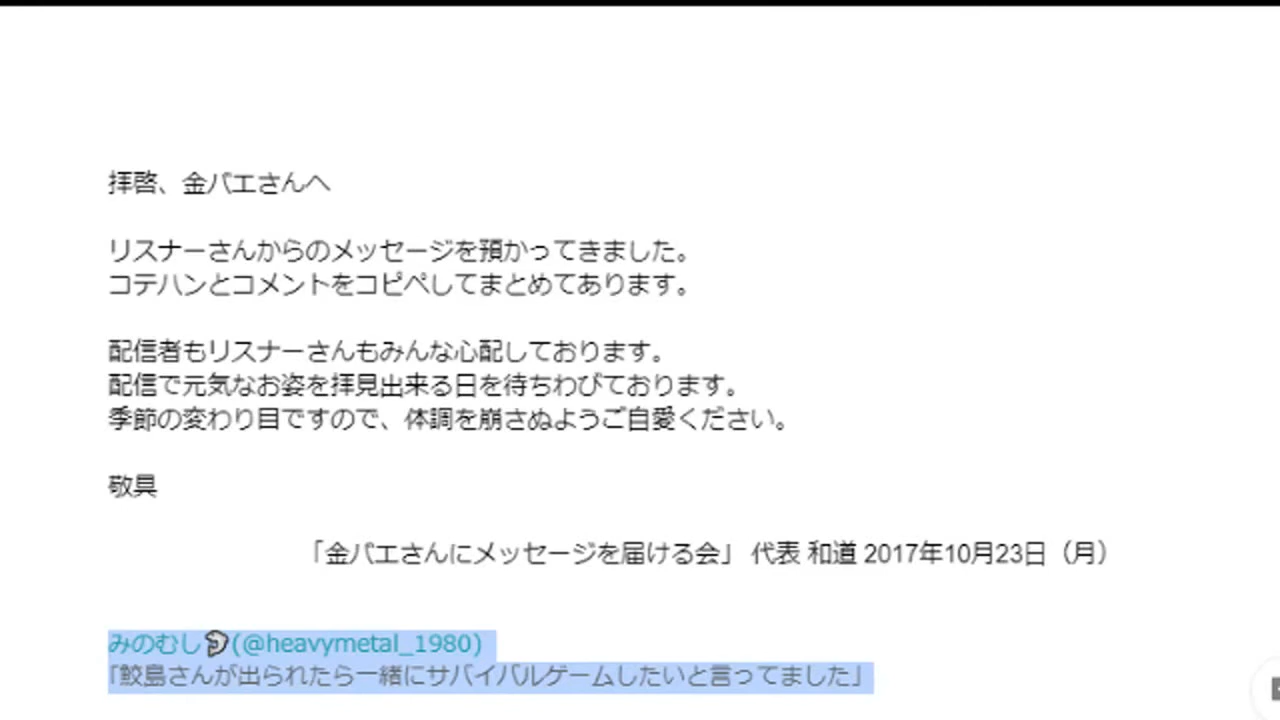 拝啓、金バエさんへ
リスナーさんからのメッセージを預かってきました。
コテハンとコメントをコピペしてまとめてあります。
配信者もリスナーさんもみんな心配しております。
配信で元気なお姿を拝見出来る日を待ちわびております。
季節の変わり目ですので、体調を崩さぬようご自愛ください。
敬具
「金バエさんにメッセージを届ける会」 代表 和道 2017年10月23日（月）
みのむし(@heavymetal_1980)
「鮫島さんが出られたら一緒にサバイバルゲームしたいと言ってました」